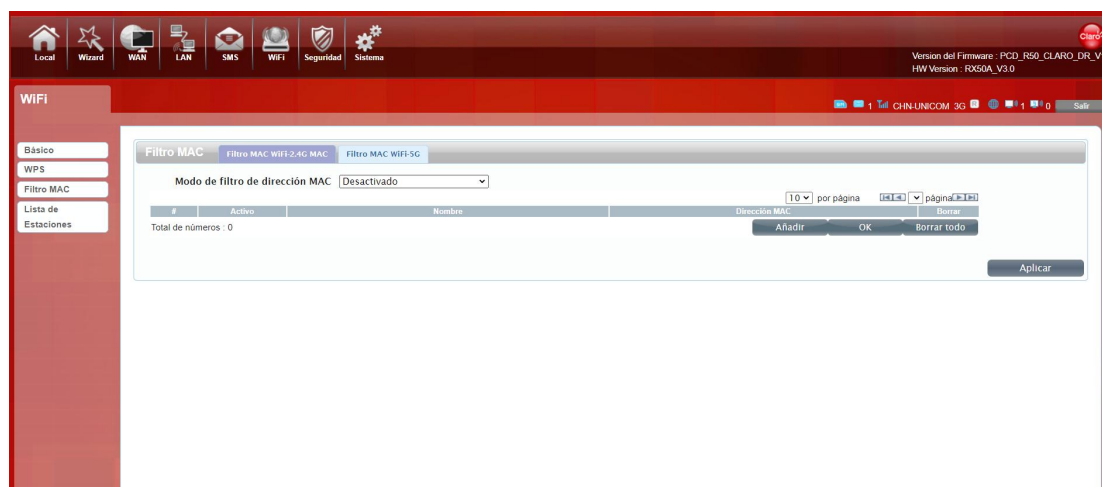 Claro
Local Wizard WAN LAN SMS WiFi Seguridad Sistema
Version del Firmware : PCD_R50_CLARO_DR_V
HW Version : RX50A_V3.0
WiFi
1 CHN-UNICOM 3G R 1 0 Salir
Básico
WPS
Filtro MAC
Lista de
Estaciones
Filtro MAC Filtro MAC WiFi-2.4G MAC Filtro MAC WiFi-5G
Modo de filtro de dirección MAC Desactivado
10 por página página
# Activo Nombre Dirección MAC Borrar
Total de números : 0 Añadir OK Borrar todo
Aplicar